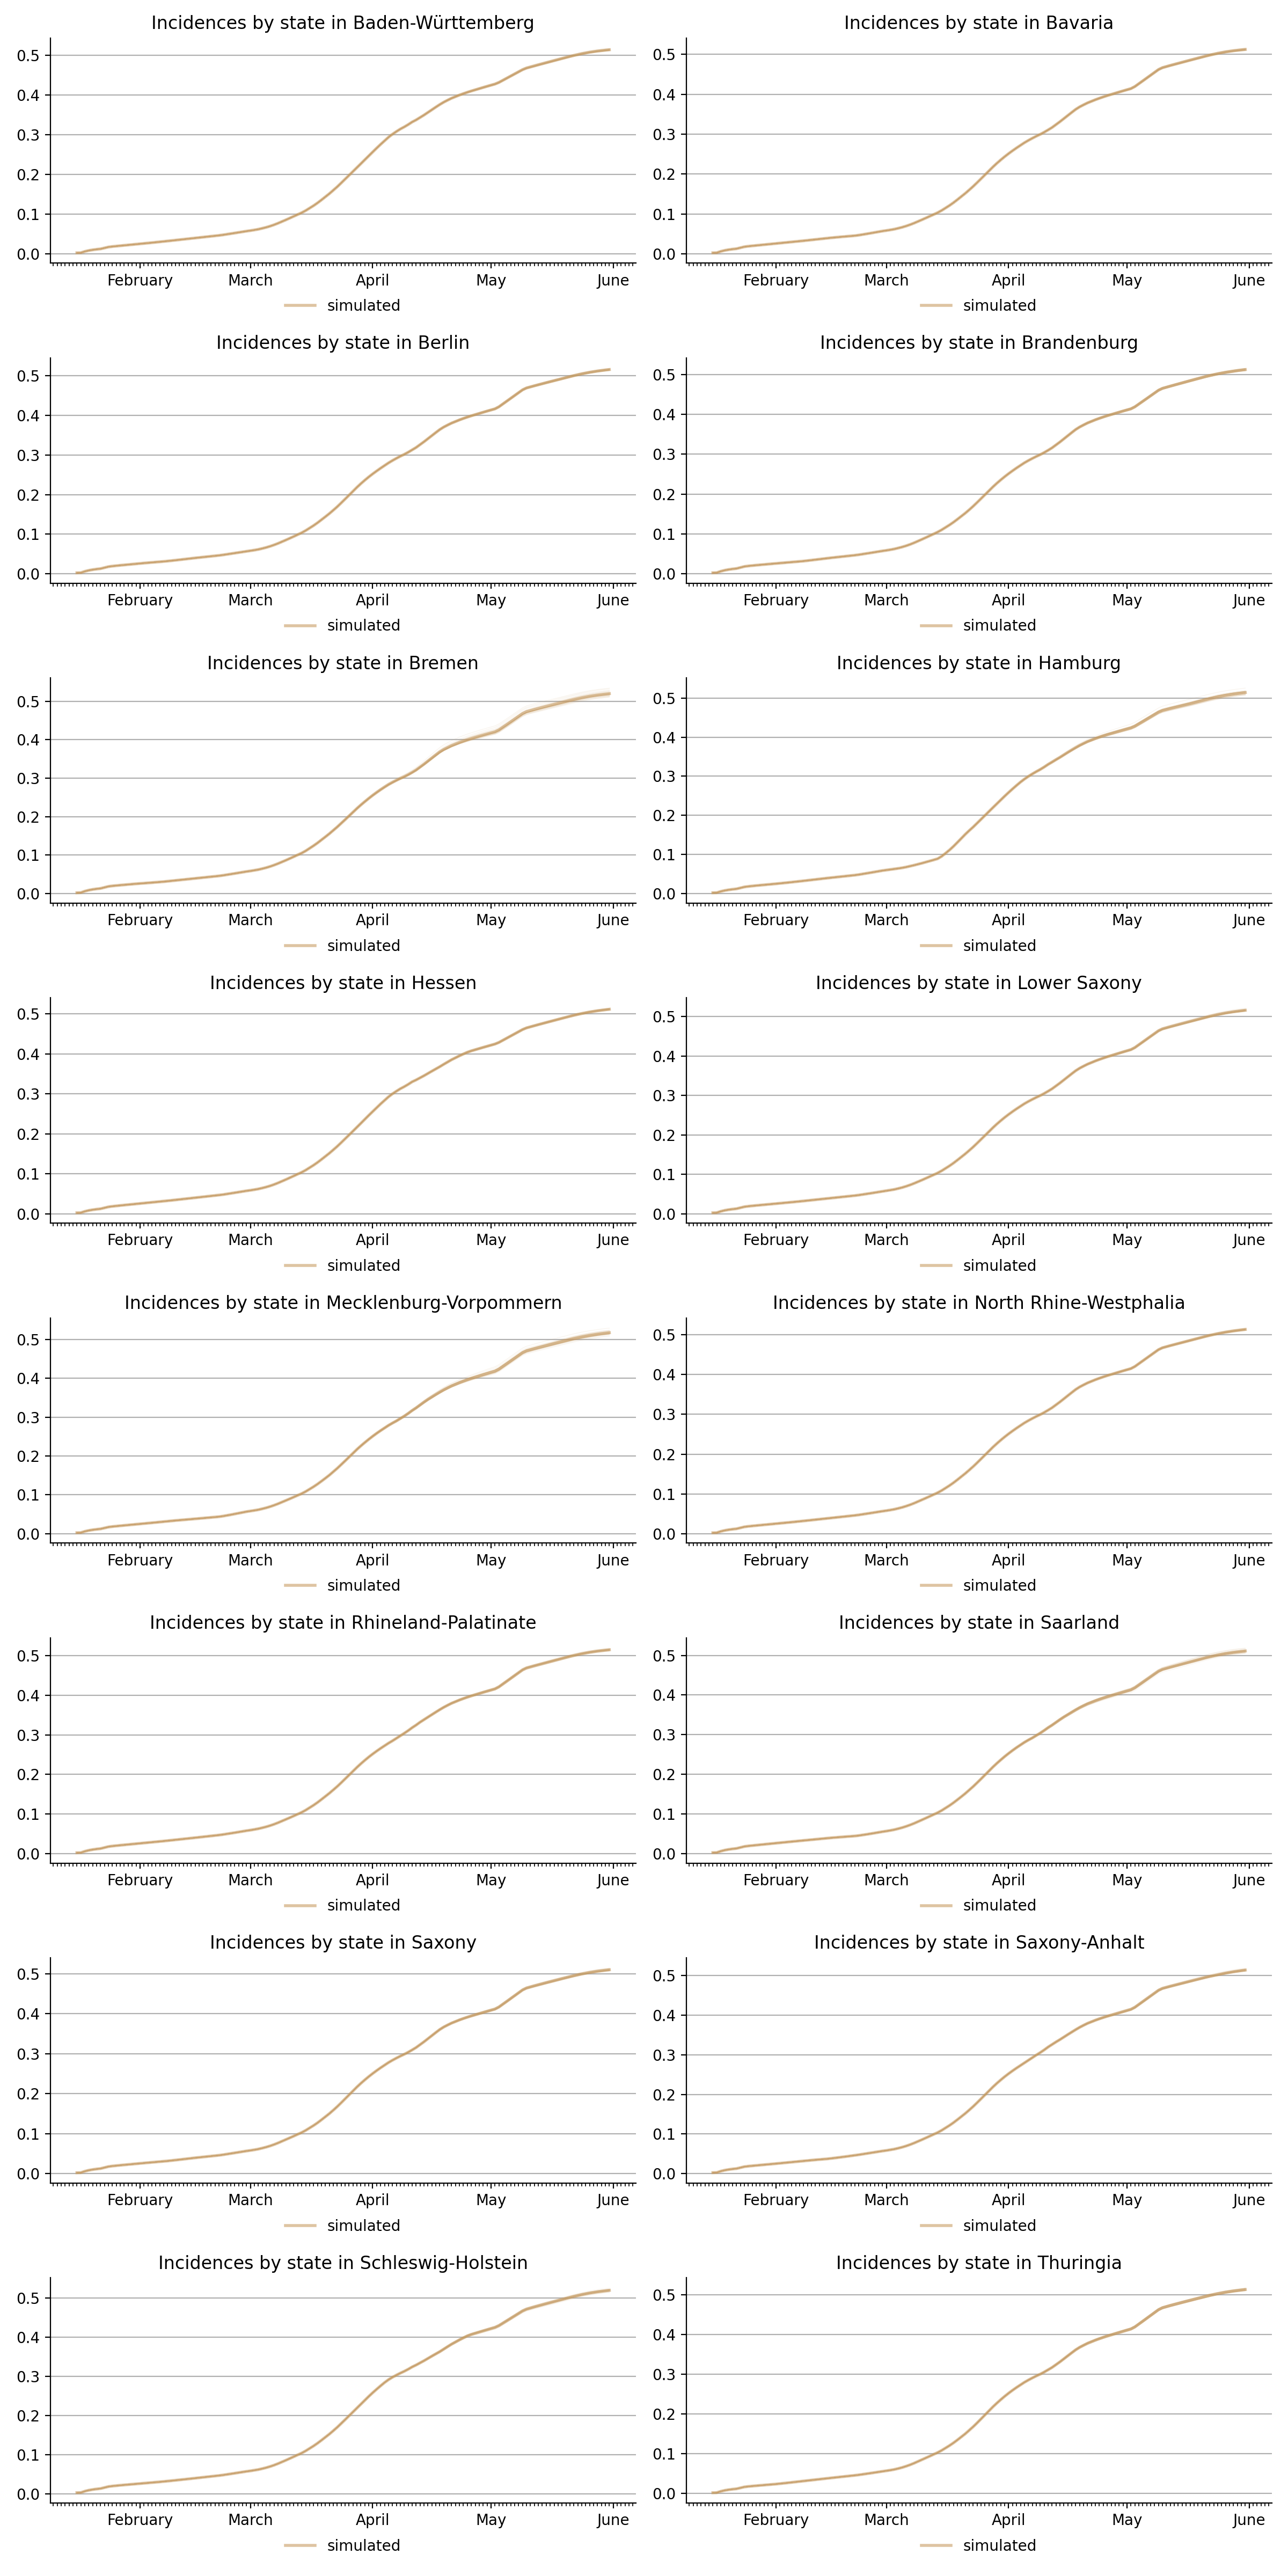 Incidences by state in Baden-Württemberg
0.5
0.4
0.3
0.2
0.1
0.0
February March April May June
simulated
Incidences by state in Bavaria
0.5
0.4
0.3
0.2
0.1
0.0
February March April May June
simulated
Incidences by state in Berlin
0.5
0.4
0.3
0.2
0.1
0.0
February March April May June
simulated
Incidences by state in Brandenburg
0.5
0.4
0.3
0.2
0.1
0.0
February March April May June
simulated
Incidences by state in Bremen
0.5
0.4
0.3
0.2
0.1
0.0
February March April May June
simulated
Incidences by state in Hamburg
0.5
0.4
0.3
0.2
0.1
0.0
February March April May June
simulated
Incidences by state in Hessen
0.5
0.4
0.3
0.2
0.1
0.0
February March April May June
simulated
Incidences by state in Lower Saxony
0.5
0.4
0.3
0.2
0.1
0.0
February March April May June
simulated
Incidences by state in Mecklenburg-Vorpommern
0.5
0.4
0.3
0.2
0.1
0.0
February March April May June
simulated
Incidences by state in North Rhine-Westphalia
0.5
0.4
0.3
0.2
0.1
0.0
February March April May June
simulated
Incidences by state in Rhineland-Palatinate
0.5
0.4
0.3
0.2
0.1
0.0
February March April May June
simulated
Incidences by state in Saarland
0.5
0.4
0.3
0.2
0.1
0.0
February March April May June
simulated
Incidences by state in Saxony
0.5
0.4
0.3
0.2
0.1
0.0
February March April May June
simulated
Incidences by state in Saxony-Anhalt
0.5
0.4
0.3
0.2
0.1
0.0
February March April May June
simulated
Incidences by state in Schleswig-Holstein
0.5
0.4
0.3
0.2
0.1
0.0
February March April May June
simulated
Incidences by state in Thuringia
0.5
0.4
0.3
0.2
0.1
0.0
February March April May June
simulated